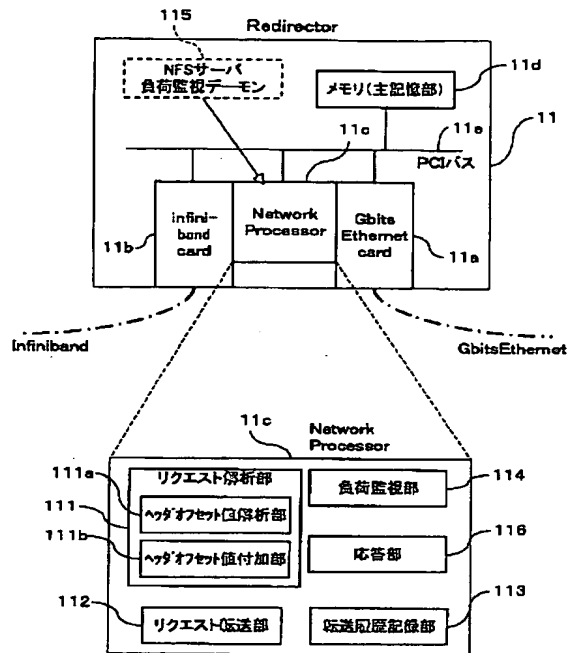 115
Redirector
NFSサーバ
負荷監視デーモン
メモリ(主記憶部)
11d
11c
11e
PCIバス
11
infini-
band
card
Network
Processor
Gbits
Ethernet
card
11b
11a
Infiniband
GbitsEthernet
11c
Network
Processor
111a
リクエスト解析部
負荷監視部
114
111
ヘッダオフセット値解析部
111b
ヘッダオフセット値付加部
応答部
116
112
リクエスト転送部
転送履歴記録部
113